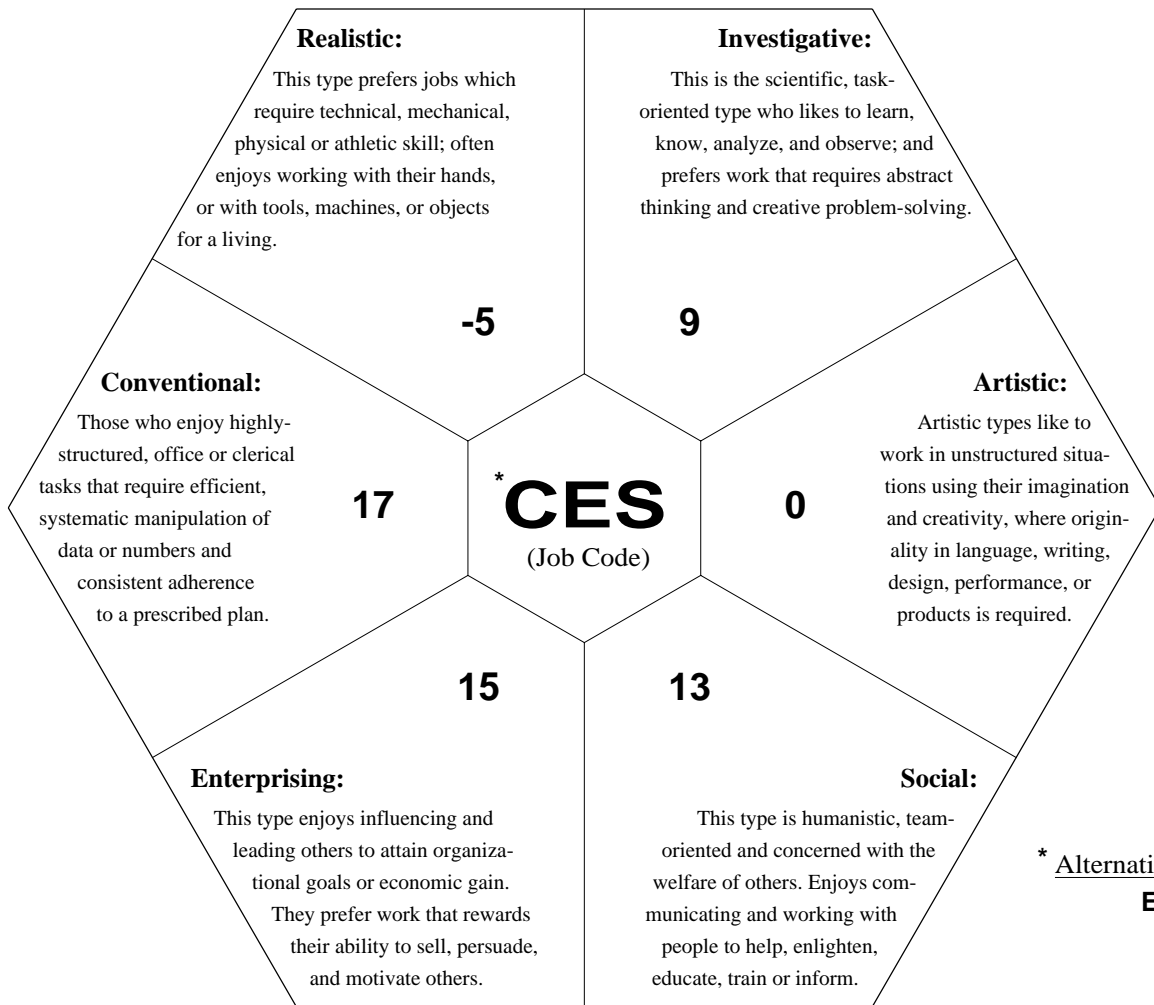 Realistic:
This type prefers jobs which
require technical, mechanical,
physical or athletic skill; often
enjoys working with their hands,
or with tools, machines, or objects
for a living.
-5
Investigative:
This is the scientific, task-
oriented type who likes to learn,
know, analyze, and observe; and
prefers work that requires abstract
thinking and creative problem-solving.
9
Conventional:
Those who enjoy highly-
structured, office or clerical
tasks that require efficient,
systematic manipulation of
data or numbers and
consistent adherence
to a prescribed plan.
17
*CES
(Job Code)
Artistic:
Artistic types like to
work in unstructured situa-
tions using their imagination
and creativity, where origin-
ality in language, writing,
design, performance, or
products is required.
0
15
Enterprising:
This type enjoys influencing and
leading others to attain organiza-
tional goals or economic gain.
They prefer work that rewards
their ability to sell, persuade,
and motivate others.
13
Social:
This type is humanistic, team-
oriented and concerned with the
welfare of others. Enjoys com-
municating and working with
people to help, enlighten,
educate, train or inform.
* Alternati
E